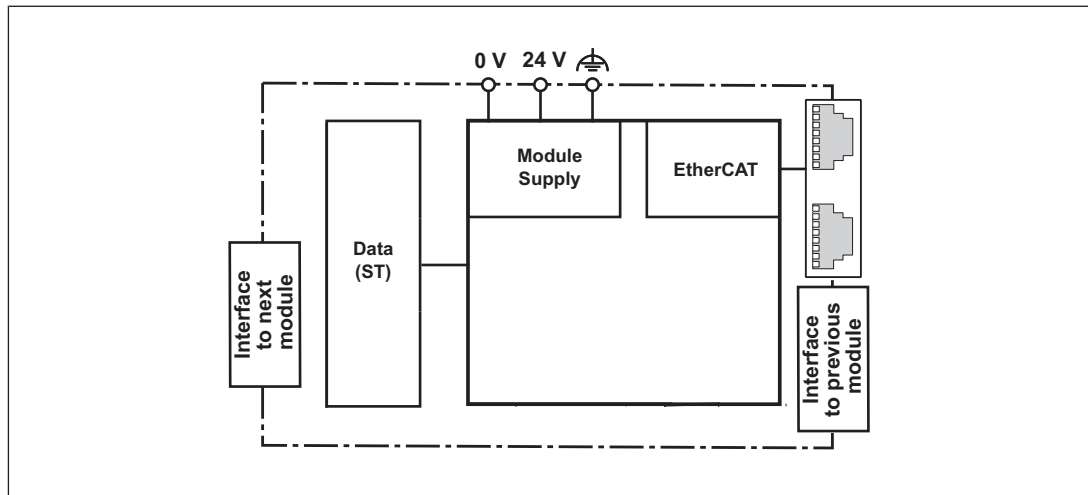 0 V 24 V
Module
Supply
EtherCAT
Data
(ST)
Interface
to next
module
Interface
to previous
module